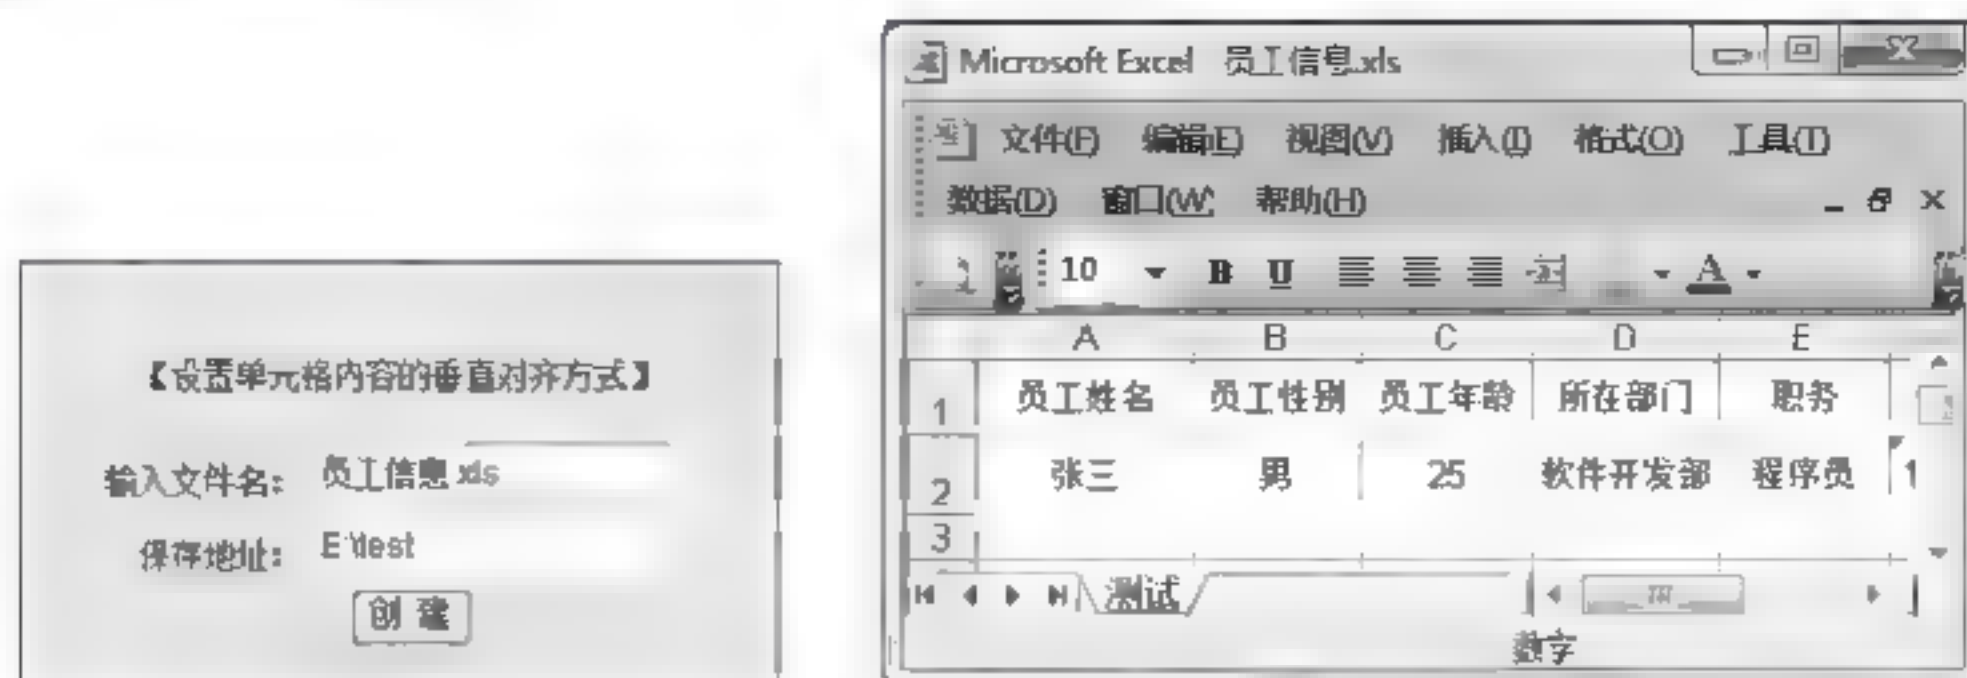 【设置单元格内容的垂直对齐方式】
输入文件名: 员工信息.xls
保存地址: E:\test
创 建
Microsoft Excel 员工信息.xls
文件(F) 编辑(E) 视图(V) 插入(I) 格式(O) 工具(T)
数据(D) 窗口(W) 帮助(H)
10 B U A
A B C D E
1 员工姓名 员工性别 员工年龄 所在部门 职务
2 张三 男 25 软件开发部 程序员 1
3
测试
数字